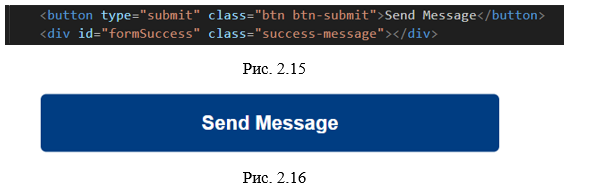 <button type="submit" class="btn btn-submit">Send Message</button>
<div id="formSuccess" class="success-message"></div>
Рис. 2.15
Send Message
Рис. 2.16